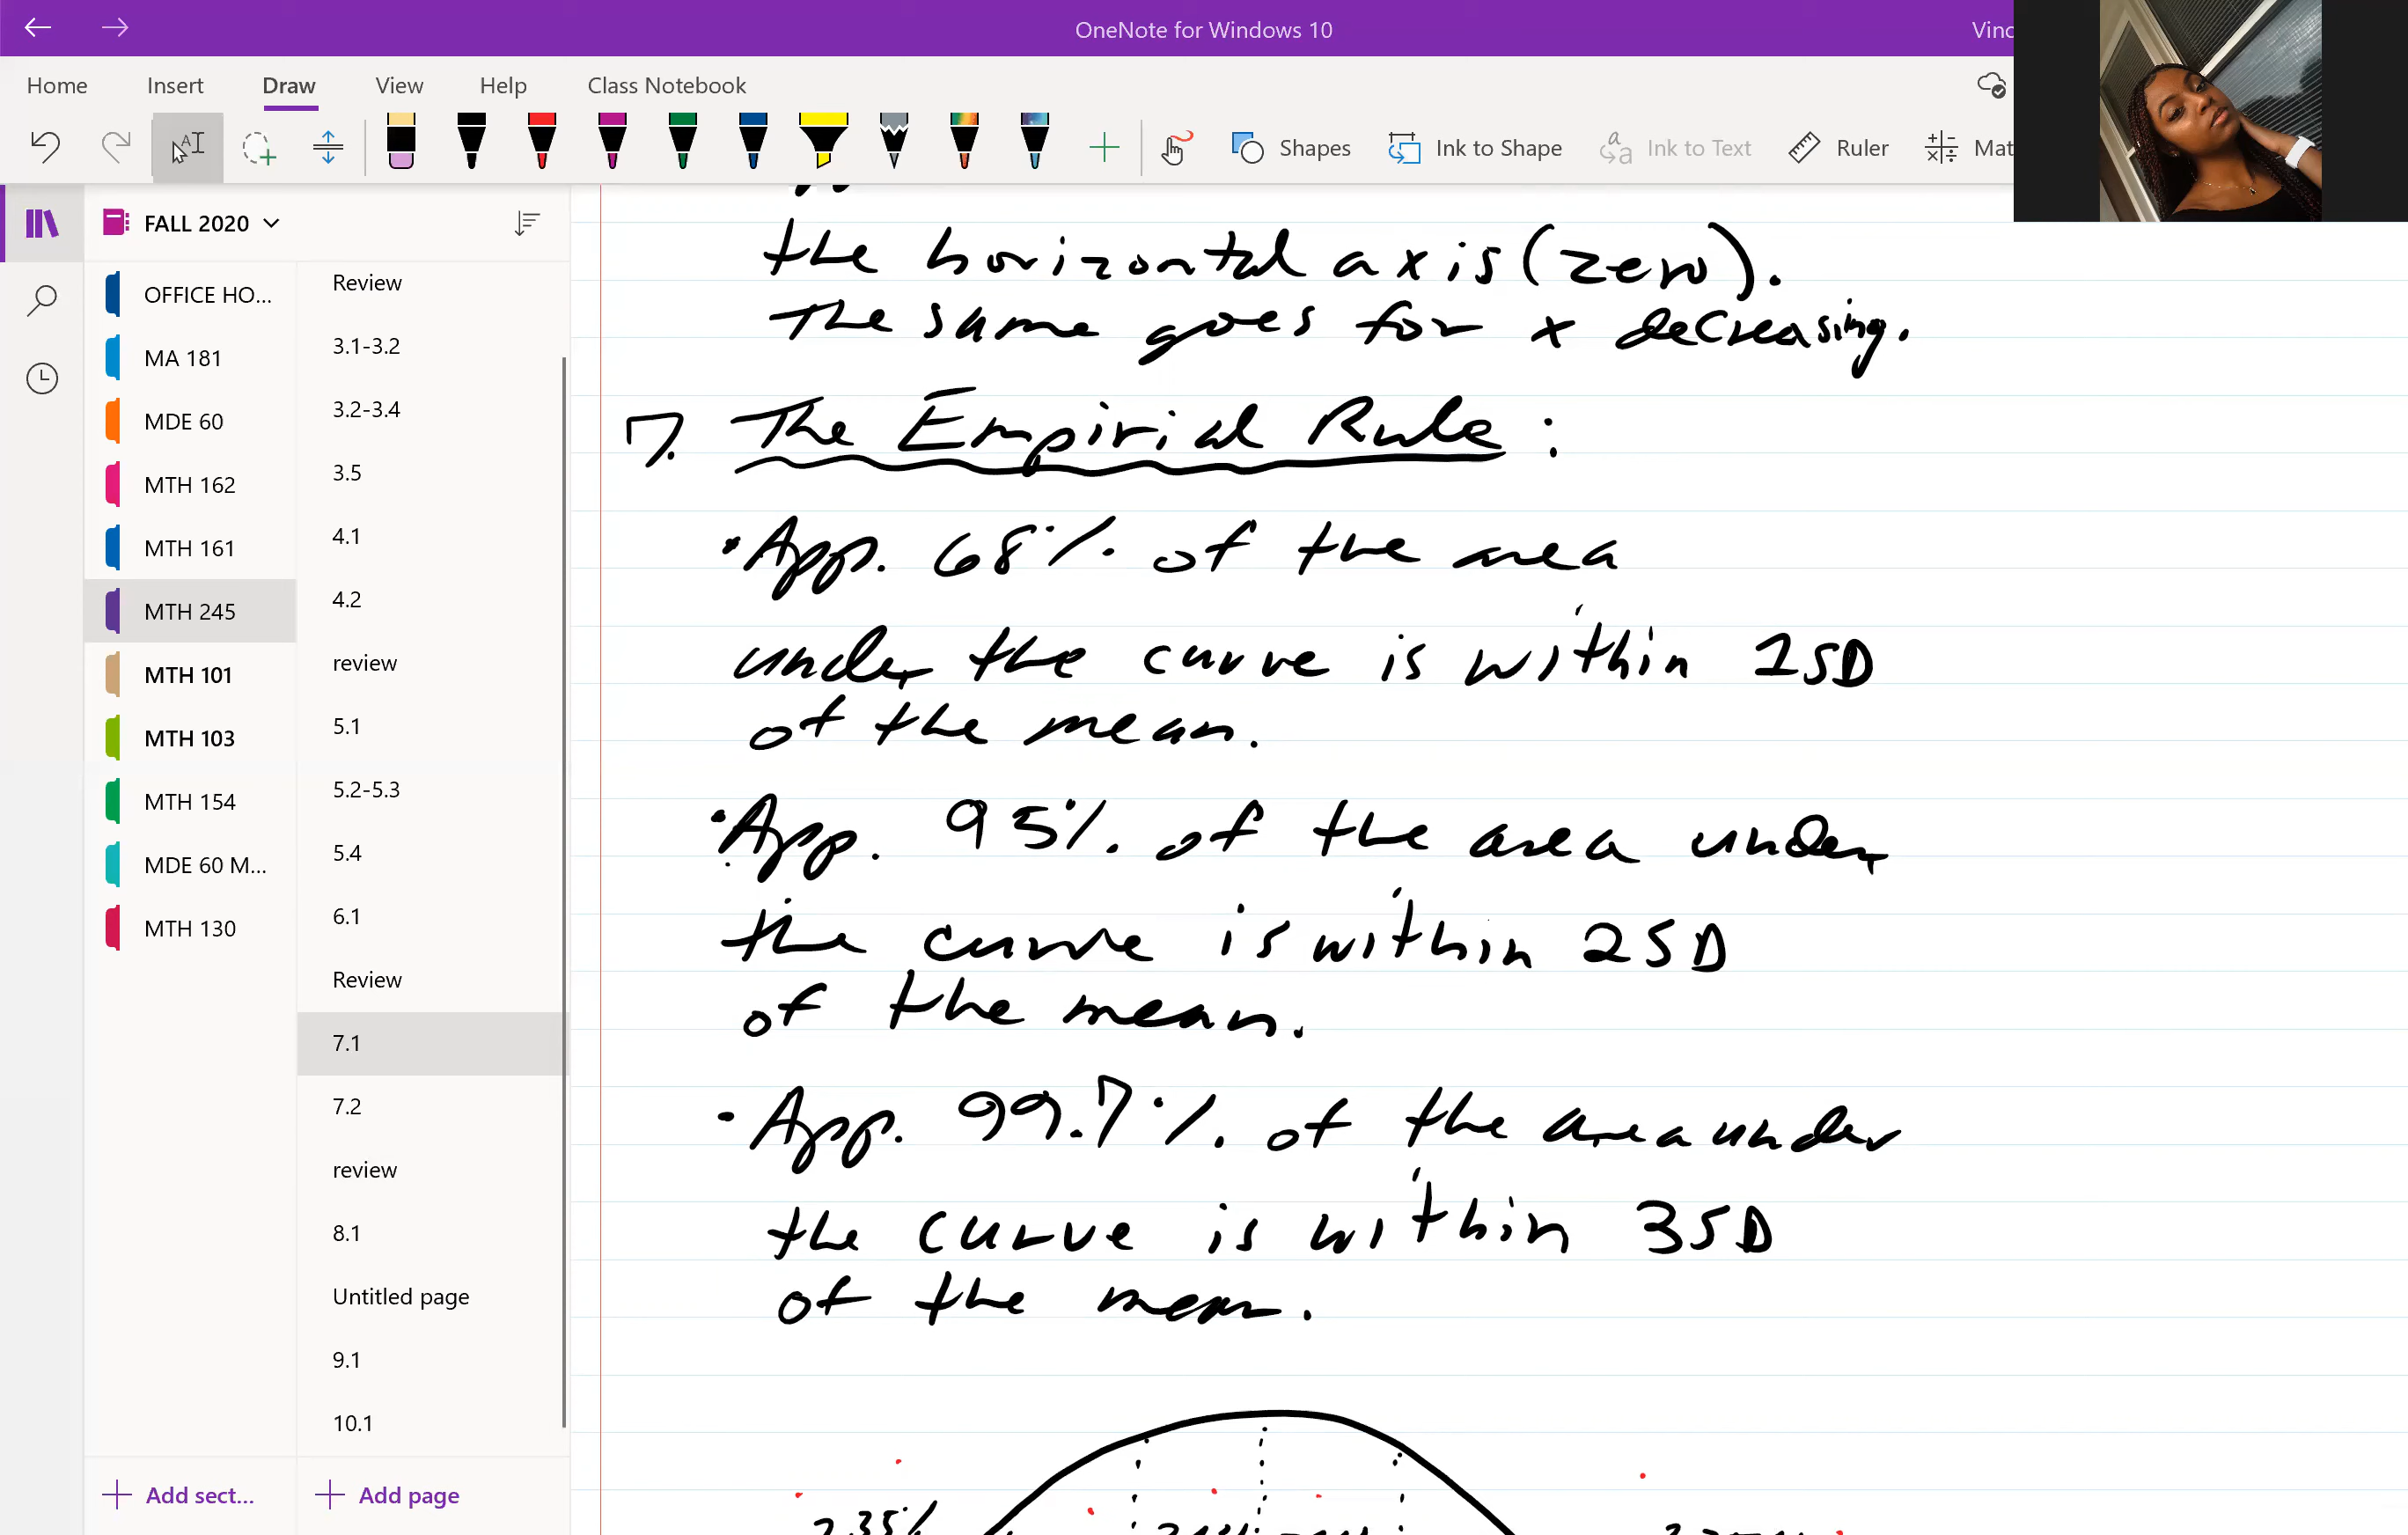 OneNote for Windows 10
Vinc
Home
Insert
Draw
View
Help
Class Notebook
Shapes
Ink to Shape
Ink to Text
Ruler
Mat
FALL 2020
OFFICE HO...
MA 181
MDE 60
MTH 162
MTH 161
MTH 245
MTH 101
MTH 103
MTH 154
MDE 60 M...
MTH 130
Add sect...
Review
3.1-3.2
3.2-3.4
3.5
4.1
4.2
review
5.1
5.2-5.3
5.4
6.1
Review
7.1
7.2
review
8.1
Untitled page
9.1
10.1
Add page
the horizontal axis (zero).
The same goes for x decreasing.
7. The Empirial Rule :
• App. 68% of the area
under the curve is within 1SD
of the mean.
• App. 95% of the area under
the curve is within 2SD
of the mean.
• App. 99.7% of the area under
the curve is within 3SD
of the mean.
2.35%